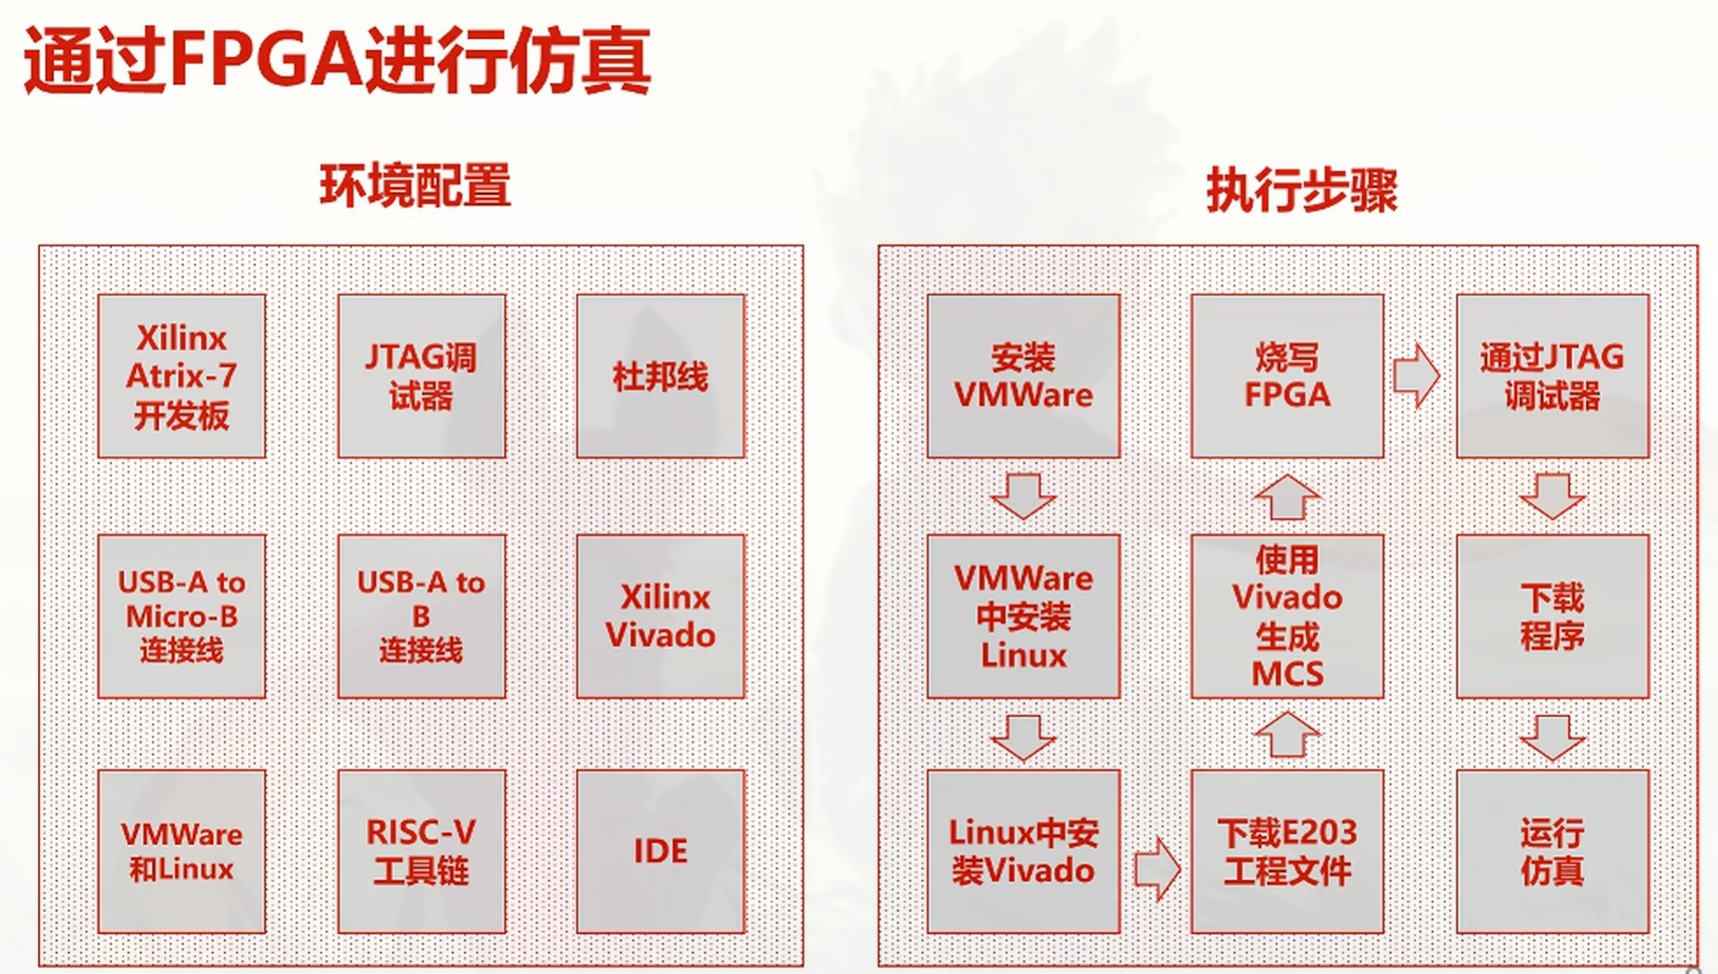 通过FPGA进行仿真
环境配置
Xilinx
Atrix-7
开发板
JTAG调
试器
杜邦线
USB-A to
Micro-B
连接线
USB-A to
B
连接线
Xilinx
Vivado
VMWare
和Linux
RISC-V
工具链
IDE
执行步骤
安装
VMWare
VMWare
中安装
Linux
Linux中安
装Vivado
下载E203
工程文件
使用
Vivado
生成
MCS
烧写
FPGA
通过JTAG
调试器
下载
程序
运行
仿真